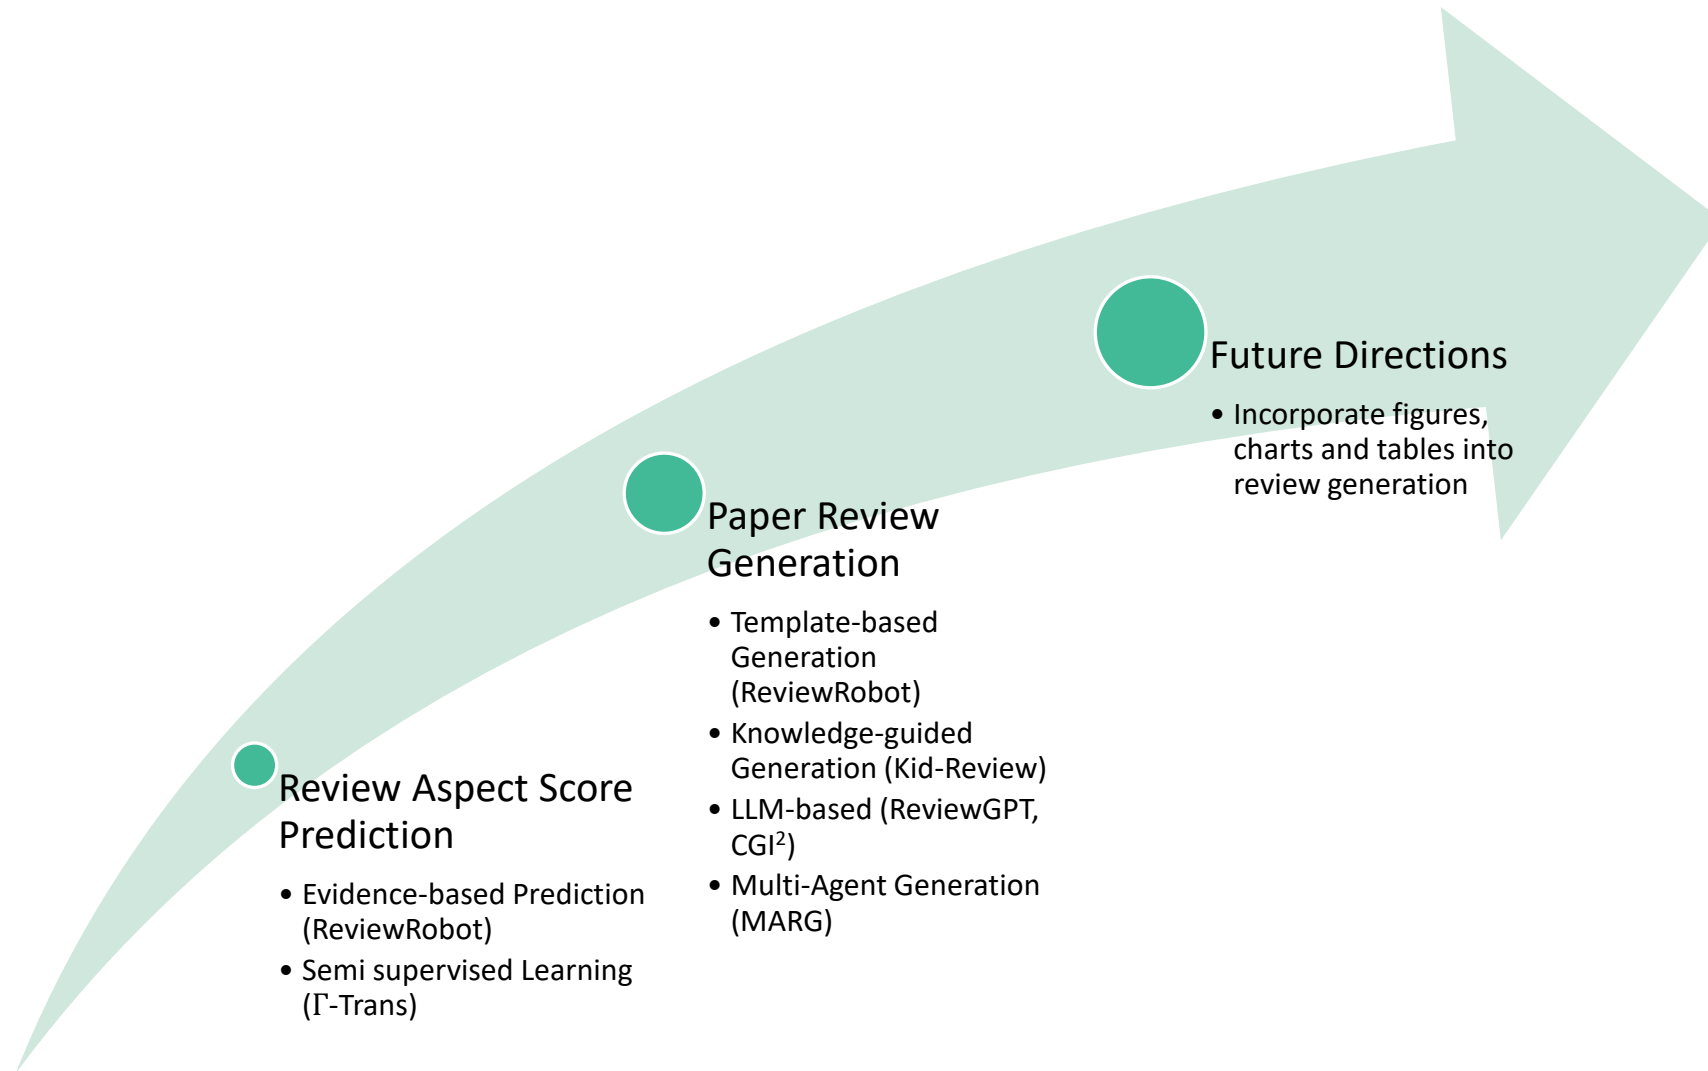 Review Aspect Score
Prediction
• Evidence-based Prediction
(ReviewRobot)
• Semi supervised Learning
(Γ-Trans)
Paper Review
Generation
• Template-based
Generation
(ReviewRobot)
• Knowledge-guided
Generation (Kid-Review)
• LLM-based (ReviewGPT,
CGI²)
• Multi-Agent Generation
(MARG)
Future Directions
• Incorporate figures,
charts and tables into
review generation